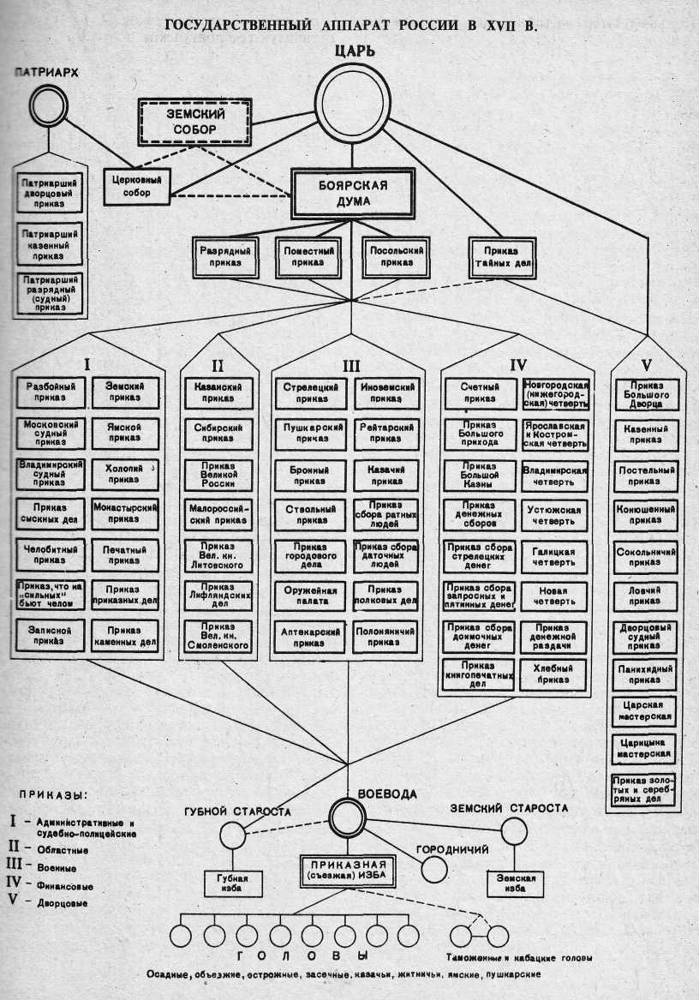 ГОСУДАРСТВЕННЫЙ АППАРАТ РОССИИ В XVII В.
ЦАРЬ
ПАТРИАРХ
ЗЕМСКИЙ
СОБОР
Церковный
собор
БОЯРСКАЯ
ДУМА
Патриарший
дворцовый
приказ
Патриарший
казенный
приказ
Патриарший
разрядный
(судный)
приказ
Разрядный
приказ
Поместный
приказ
Посольский
приказ
Приказ
тайных дел
I
Разбойный
приказ
Земский
приказ
Московский
судный
приказ
Ямской
приказ
Владимирский
судный
приказ
Холопий
приказ
Приказ
сыскных дел
Монастырский
приказ
Челобитный
приказ
Печатный
приказ
Приказ, что на
„сильных"
бьют челом
Приказ
приказных дел
Записной
приказ
Приказ
каменных дел
II
Казанский
приказ
Сибирский
приказ
Приказ
Великой
России
Малороссий-
ский приказ
Приказ
Вел. кн.
Литовского
Приказ
Лифляндских
дел
Приказ
Вел. кн.
Смоленского
III
Стрелецкий
приказ
Иноземский
приказ
Пушкарский
приказ
Рейтарский
приказ
Бронный
приказ
Казачий
приказ
Ствольный
приказ
Приказ
сбора ратных
людей
Приказ
городового
дела
Приказ сбора
даточных
людей
Оружейная
палата
Приказ
полковых дел
Аптекарский
приказ
Полоняничий
приказ
IV
Счетный
приказ
Новгородская
(нижегород-
ская) четверть
Приказ
Большого
прихода
Ярославская
и Костром-
ская четверть
Приказ
Большой
Казны
Владимирская
четверть
Приказ
денежных
сборов
Устюжская
четверть
Приказ сбора
стрелецких
денег
Галицкая
четверть
Приказ сбора
запросных и
пятинных денег
Новая
четверть
Приказ сбора
доимочных
денег
Приказ
денежной
раздачи
Приказ
книгопечатных
дел
Хлебный
приказ
V
Приказ
Большого
Дворца
Казенный
приказ
Постельный
приказ
Конюшенный
приказ
Сокольничий
приказ
Ловчий
приказ
Дворцовый
судный
приказ
Панихидный
приказ
Царская
мастерская
Царицына
мастерская
Приказ золо-
тых и сереб-
ряных дел
ПРИКАЗЫ:
I – Административные и
судебно-полицейские
II – Областные
III – Военные
IV – Финансовые
V – Дворцовые
ВОЕВОДА
ГУБНОЙ СТАРОСТА
ЗЕМСКИЙ СТАРОСТА
ГОРОДНИЧИЙ
Губная
изба
ПРИКАЗНАЯ
(съезжая) ИЗБА
Земская
изба
ГОЛОВЫ
Таможенные и кабацкие головы
Осадные, объезжие, острожные, засечные, казачьи, житничьи, ямские, пушкарские